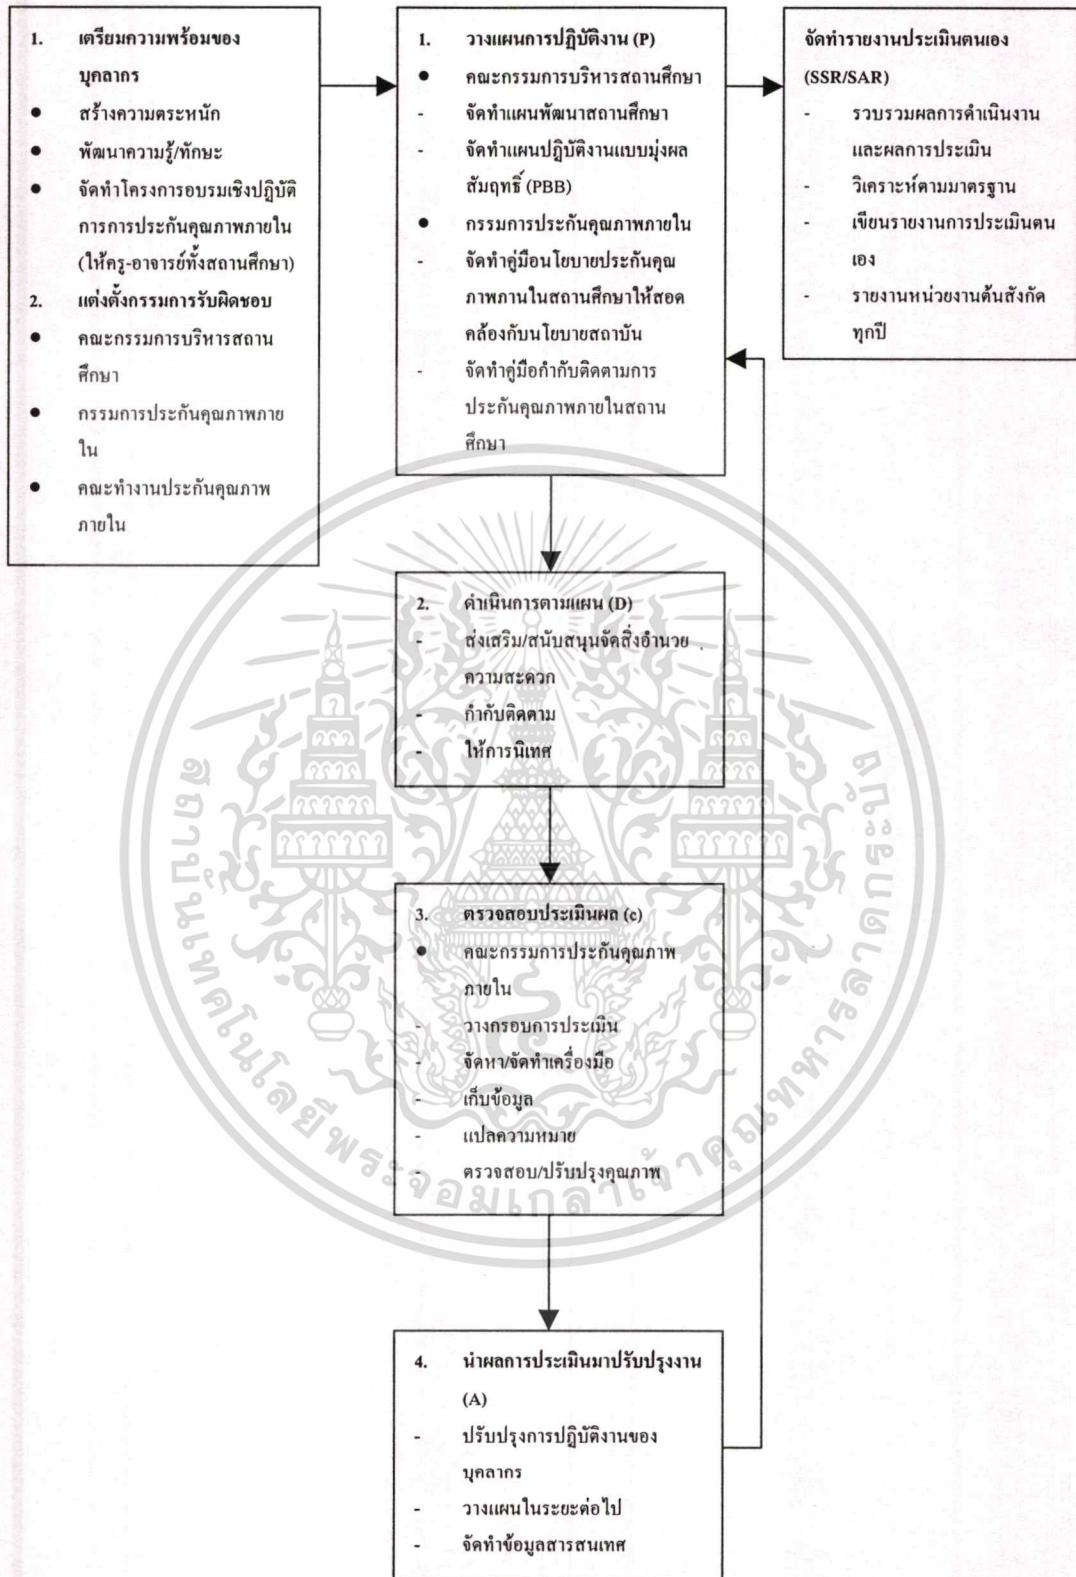 1. เตรียมความพร้อมของ
บุคลากร
● สร้างความตระหนัก
● พัฒนาความรู้/ทักษะ
● จัดทำโครงการอบรมเชิงปฏิบัติ
การการประกันคุณภาพภายใน
(ให้ครู-อาจารย์ทั้งสถานศึกษา)
2. แต่งตั้งกรรมการรับผิดชอบ
● คณะกรรมการบริหารสถาน
ศึกษา
● กรรมการประกันคุณภาพภาย
ใน
● คณะทำงานประกันคุณภาพ
ภายใน
1. วางแผนการปฏิบัติงาน (P)
● คณะกรรมการบริหารสถานศึกษา
- จัดทำแผนพัฒนาสถานศึกษา
- จัดทำแผนปฏิบัติงานแบบมุ่งผล
สัมฤทธิ์ (PBB)
● กรรมการประกันคุณภาพภายใน
- จัดทำคู่มือนโยบายประกันคุณ
ภาพภานในสถานศึกษาให้สอด
คล้องกับนโยบายสถาบัน
- จัดทำคู่มือกำกับติดตามการ
ประกันคุณภาพภายในสถาน
ศึกษา
จัดทำรายงานประเมินตนเอง
(SSR/SAR)
- รวบรวมผลการดำเนินงาน
และผลการประเมิน
- วิเคราะห์ตามมาตรฐาน
- เขียนรายงานการประเมินตน
เอง
- รายงานหน่วยงานต้นสังกัด
ทุกปี
2. ดำเนินการตามแผน (D)
- ส่งเสริม/สนับสนุนจัดสิ่งอำนวย
ความสะดวก
- กำกับติดตาม
- ให้การนิเทศ
3. ตรวจสอบประเมินผล (c)
● คณะกรรมการประกันคุณภาพ
ภายใน
- วางกรอบการประเมิน
- จัดหา/จัดทำเครื่องมือ
- เก็บข้อมูล
- แปลความหมาย
- ตรวจสอบ/ปรับปรุงคุณภาพ
4. นำผลการประเมินมาปรับปรุงงาน
(A)
- ปรับปรุงการปฏิบัติงานของ
บุคลากร
- วางแผนในระยะต่อไป
- จัดทำข้อมูลสารสนเทศ
สถาบันเทคโนโลยีพระจอมเกล้าเจ้าคุณทหารลาดกระบัง